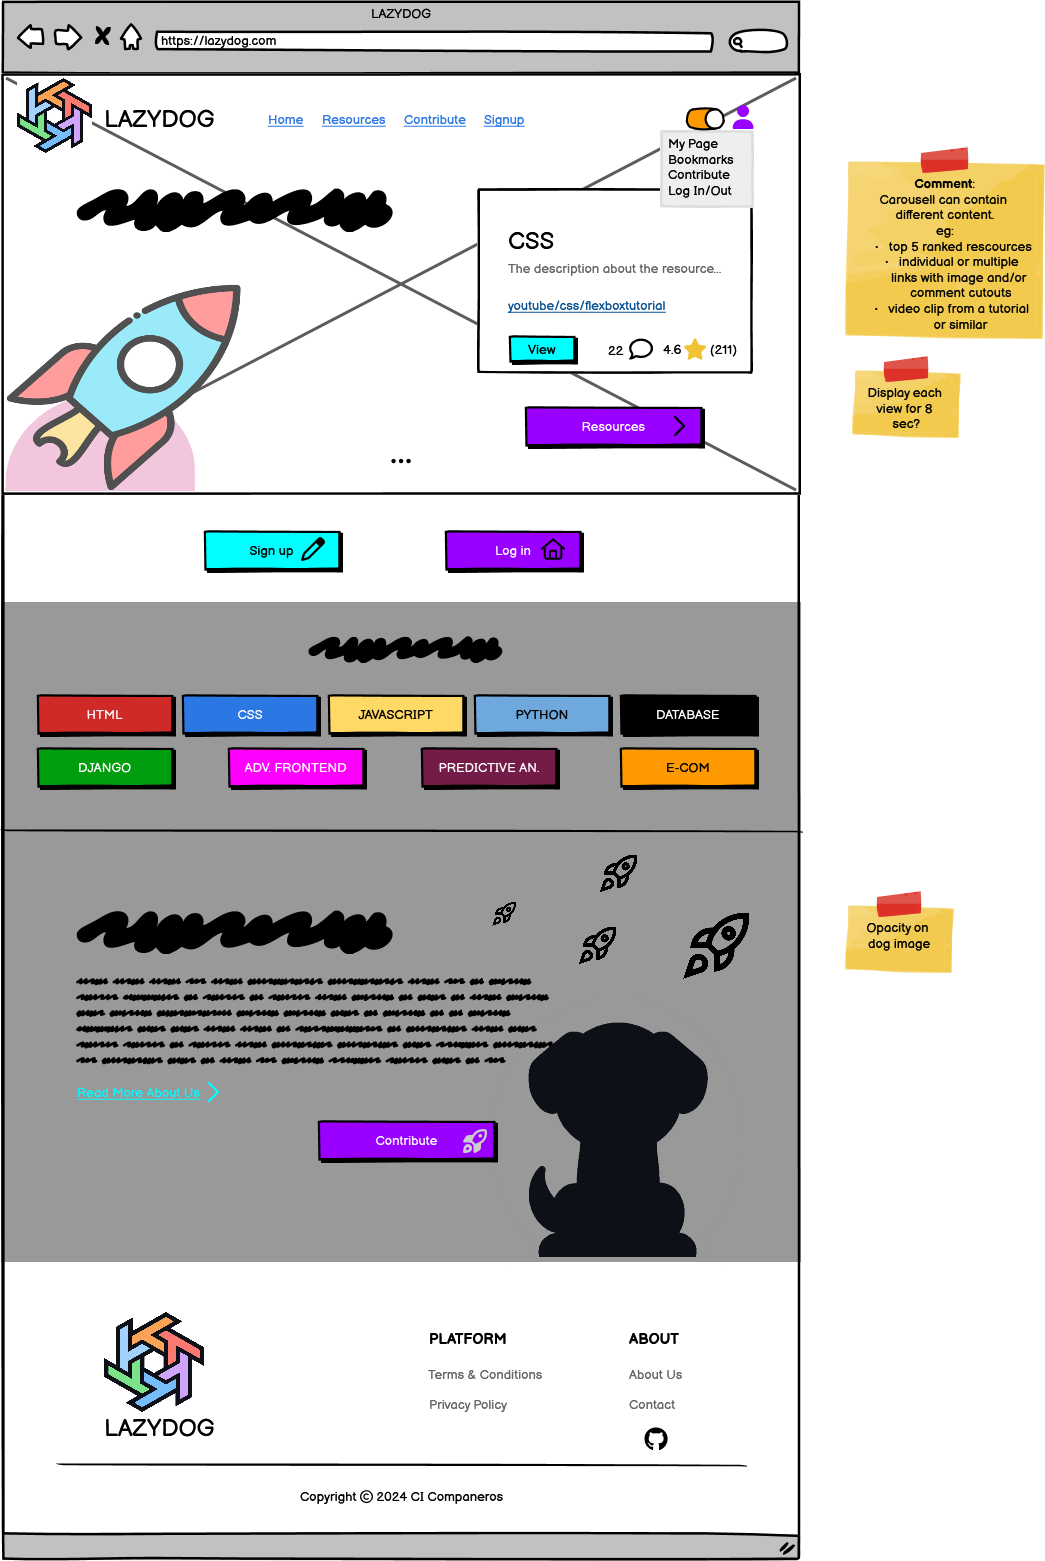 LAZYDOG
https://lazydog.com
LAZYDOG
Home Resources Contribute Signup
My Page
Bookmarks
Contribute
Log In/Out
CSS
The description about the resource...
youtube/css/flexboxtutorial
View 22 4.6 (211)
Resources
...
Comment:
Carousell can contain
different content.
eg:
• top 5 ranked rescources
• individual or multiple
links with image and/or
comment cutouts
• video clip from a tutorial
or similar
Display each
view for 8
sec?
Sign up Log in
HTML CSS JAVASCRIPT PYTHON DATABASE
DJANGO ADV. FRONTEND PREDICTIVE AN. E-COM
Opacity on
dog image
Read More About Us
Contribute
LAZYDOG
PLATFORM
Terms & Conditions
Privacy Policy
ABOUT
About Us
Contact
Copyright © 2024 CI Companeros